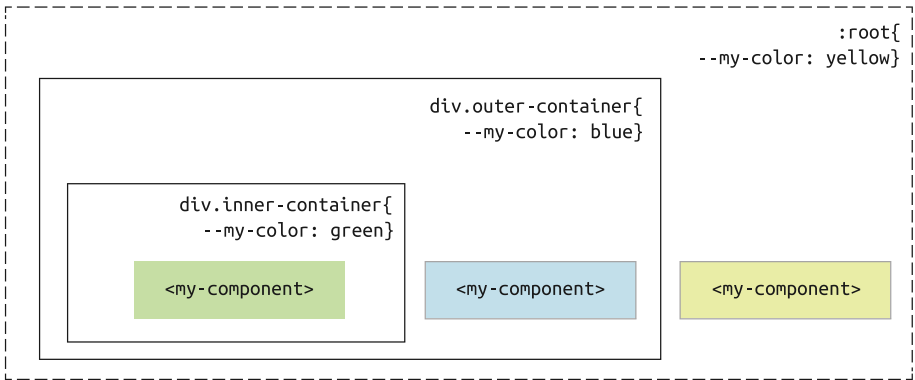 :root{
--my-color: yellow}
div.outer-container{
--my-color: blue}
div.inner-container{
--my-color: green}
<my-component>
<my-component>
<my-component>